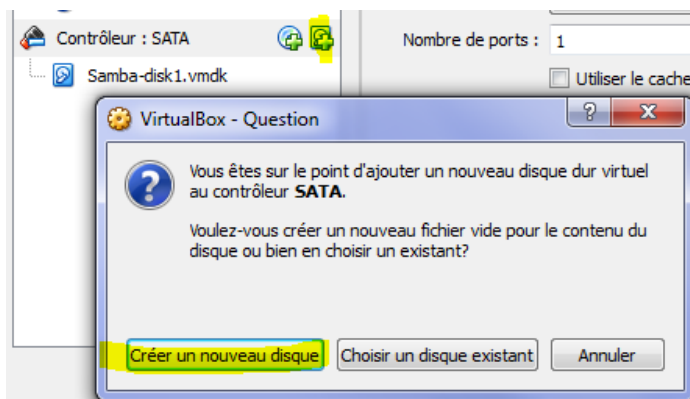 Contrôleur : SATA
Nombre de ports : 1
Samba-disk1.vmdk
Utiliser le cache
VirtualBox - Question
Vous êtes sur le point d'ajouter un nouveau disque dur virtuel
au contrôleur SATA.
Voulez-vous créer un nouveau fichier vide pour le contenu du
disque ou bien en choisir un existant?
Créer un nouveau disque
Choisir un disque existant
Annuler